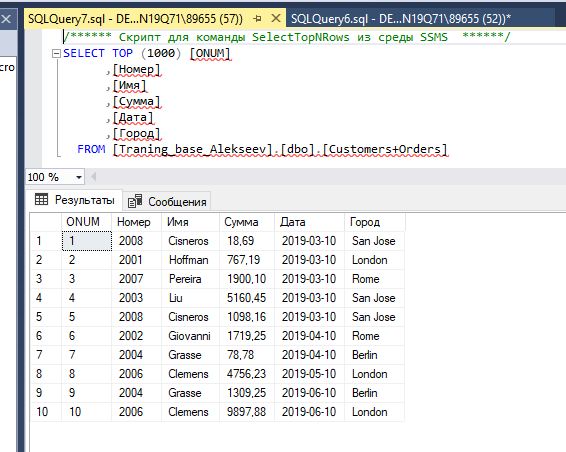 SQLQuery7.sql - DE...N19Q71\89655 (57)) SQLQuery6.sql - DE...N19Q71\89655 (52))*
/****** Скрипт для команды SelectTopNRows из среды SSMS ******/
SELECT TOP (1000) [ONUM]
,[Номер]
,[Имя]
,[Сумма]
,[Дата]
,[Город]
FROM [Traning_base_Alekseev].[dbo].[Customers+Orders]
100 %
Результаты Сообщения
ONUM Номер Имя Сумма Дата Город
1 1 2008 Cisneros 18,69 2019-03-10 San Jose
2 2 2001 Hoffman 767,19 2019-03-10 London
3 3 2007 Pereira 1900,10 2019-03-10 Rome
4 4 2003 Liu 5160,45 2019-03-10 San Jose
5 5 2008 Cisneros 1098,16 2019-03-10 San Jose
6 6 2002 Giovanni 1719,25 2019-04-10 Rome
7 7 2004 Grasse 78,78 2019-04-10 Berlin
8 8 2006 Clemens 4756,23 2019-05-10 London
9 9 2004 Grasse 1309,25 2019-06-10 Berlin
10 10 2006 Clemens 9897,88 2019-06-10 London